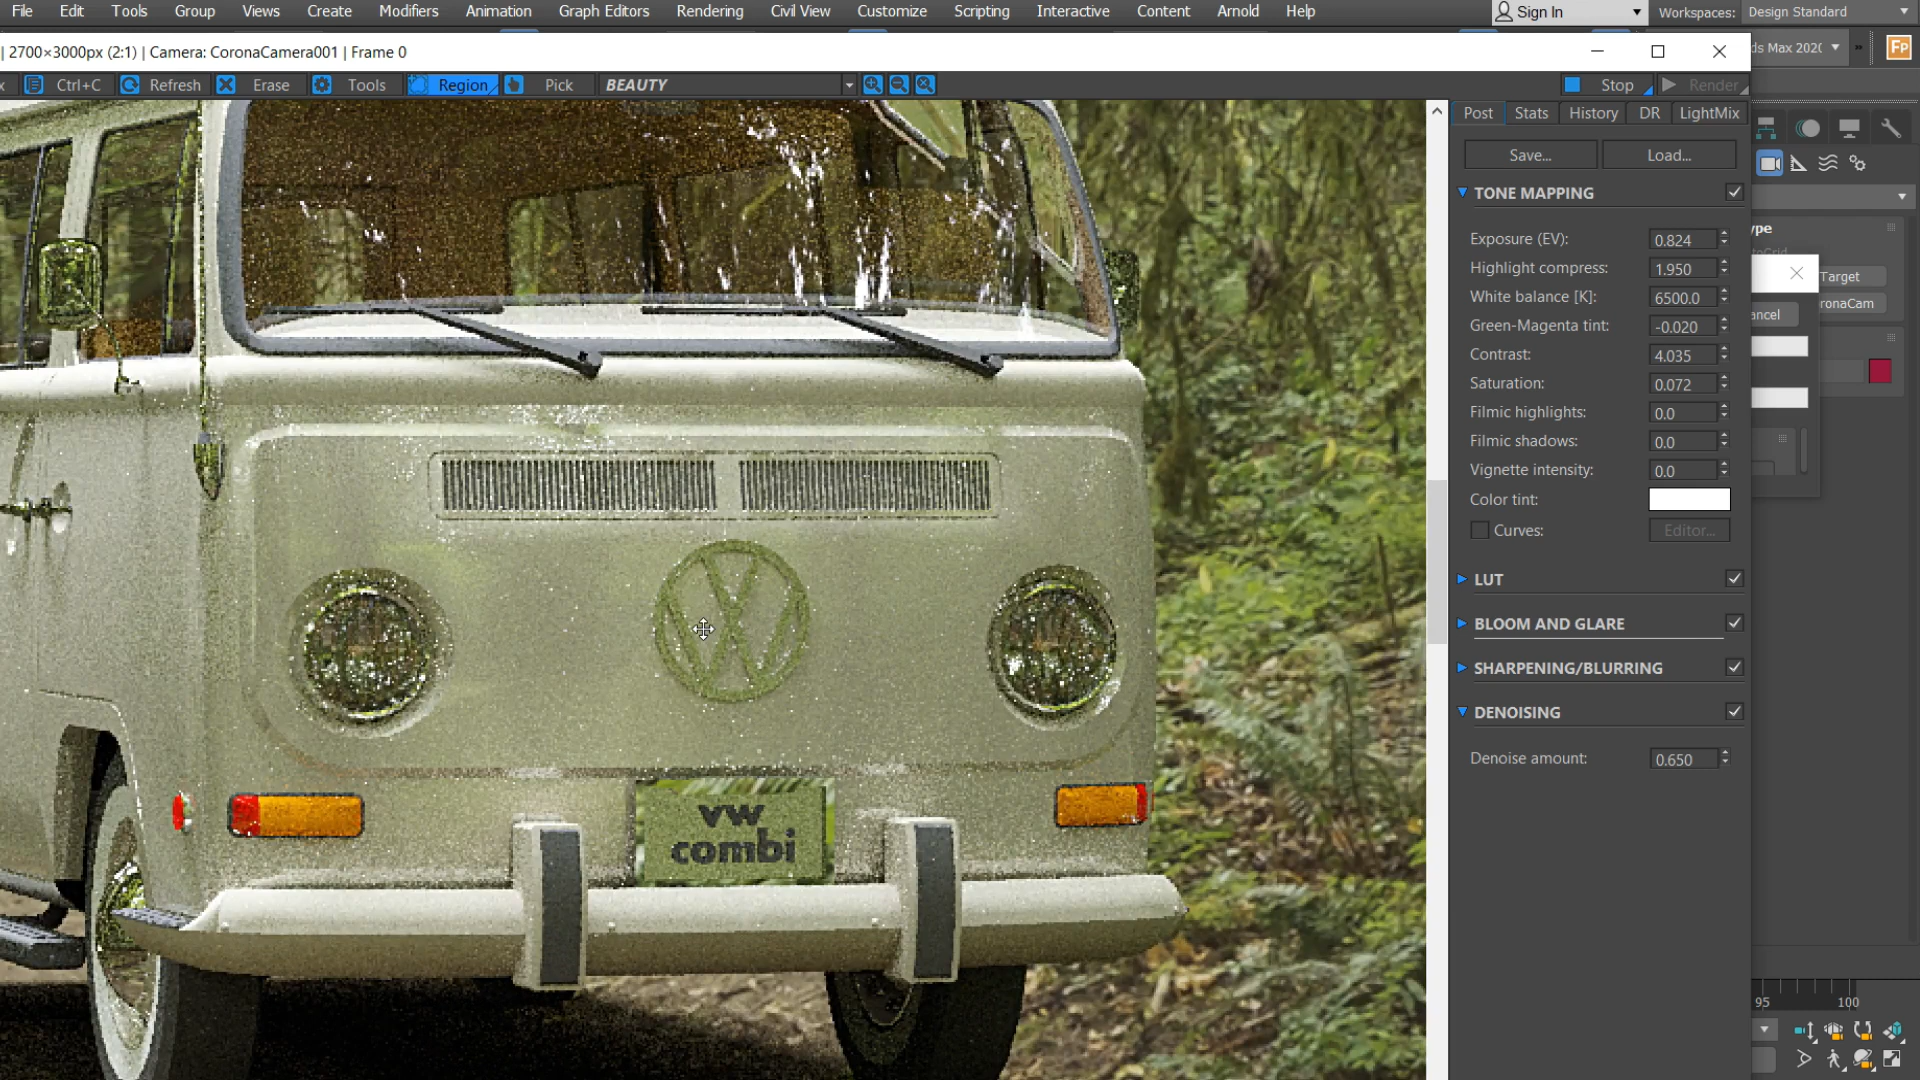 File Edit Tools Group Views Create Modifiers Animation Graph Editors Rendering Civil View Customize Scripting Interactive Content Arnold Help Sign In Workspaces: Design Standard
| 2700×3000px (2:1) | Camera: CoronaCamera001 | Frame 0
ds Max 202
Ctrl+C Refresh Erase Tools Region Pick BEAUTY Stop Render
Post Stats History DR LightMix
Save... Load...
TONE MAPPING
Exposure (EV): 0.824
Highlight compress: 1.950
White balance [K]: 6500.0
Green-Magenta tint: -0.020
Contrast: 4.035
Saturation: 0.072
Filmic highlights: 0.0
Filmic shadows: 0.0
Vignette intensity: 0.0
Color tint:
Curves: Editor...
LUT
BLOOM AND GLARE
SHARPENING/BLURRING
DENOISING
Denoise amount: 0.650
ype
Target
ronaCam
ancel
95 100
vw
combi